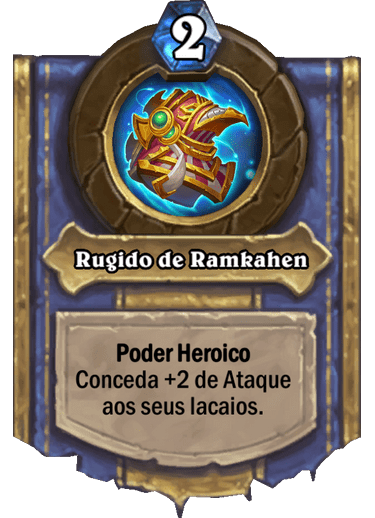 2
Rugido de Ramkahen
Poder Heroico
Conceda +2 de Ataque
aos seus lacaios.